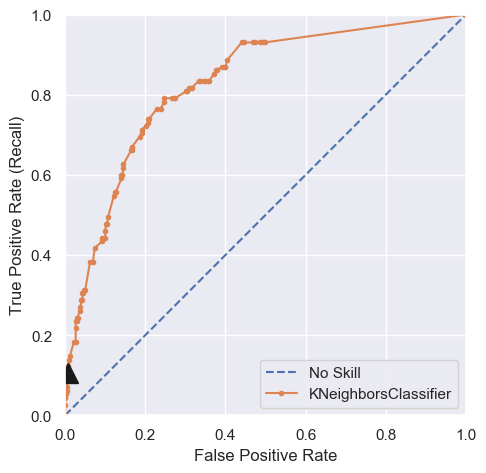 1.0
0.8
0.6
0.4
0.2
0.0
True Positive Rate (Recall)
No Skill
KNeighborsClassifier
0.0 0.2 0.4 0.6 0.8 1.0
False Positive Rate